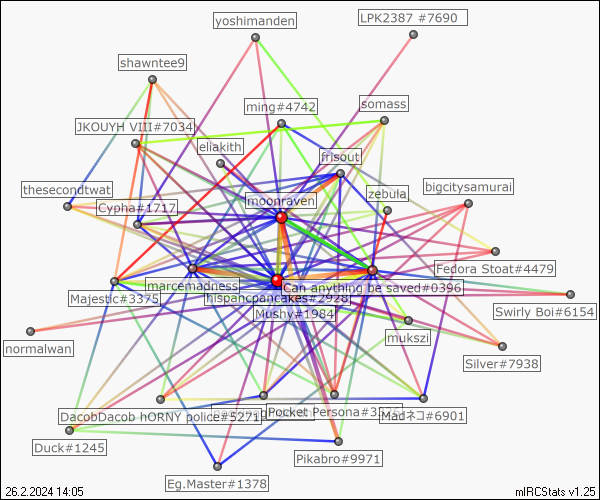 yoshimanden
LPK2387 #7690
shawntee9
ming#4742
somass
JKOUYH VIII#7034
eliakith
frisout
thesecondtwat
moonraven
zebula
bigcitysamurai
Cypha#1717
Fedora Stoat#4479
marcemadness
Can anything be saved#0396
Majestic#3375
hispancpancakes#2928
Swirly Boi#6154
Mushy#1984
mukszi
normalwan
Silver#7938
DacobDacob hORNY police#5271
Pocket Persona#3
Madネコ#6901
Duck#1245
Pikabro#9971
Eg.Master#1378
26.2.2024 14:05
mIRCStats v1.25